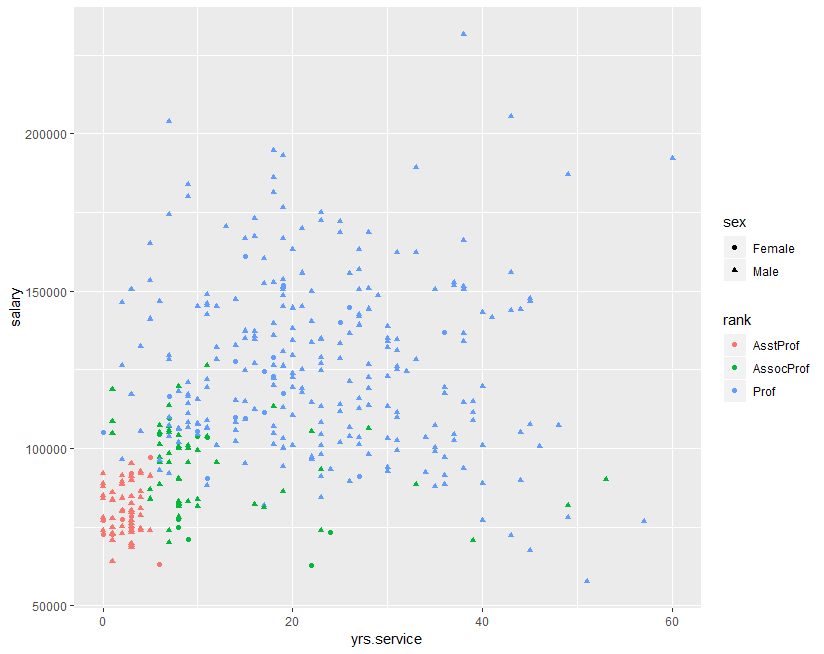 200000
150000
100000
50000
salary
0
20
40
60
yrs.service
sex
Female
Male
rank
AsstProf
AssocProf
Prof